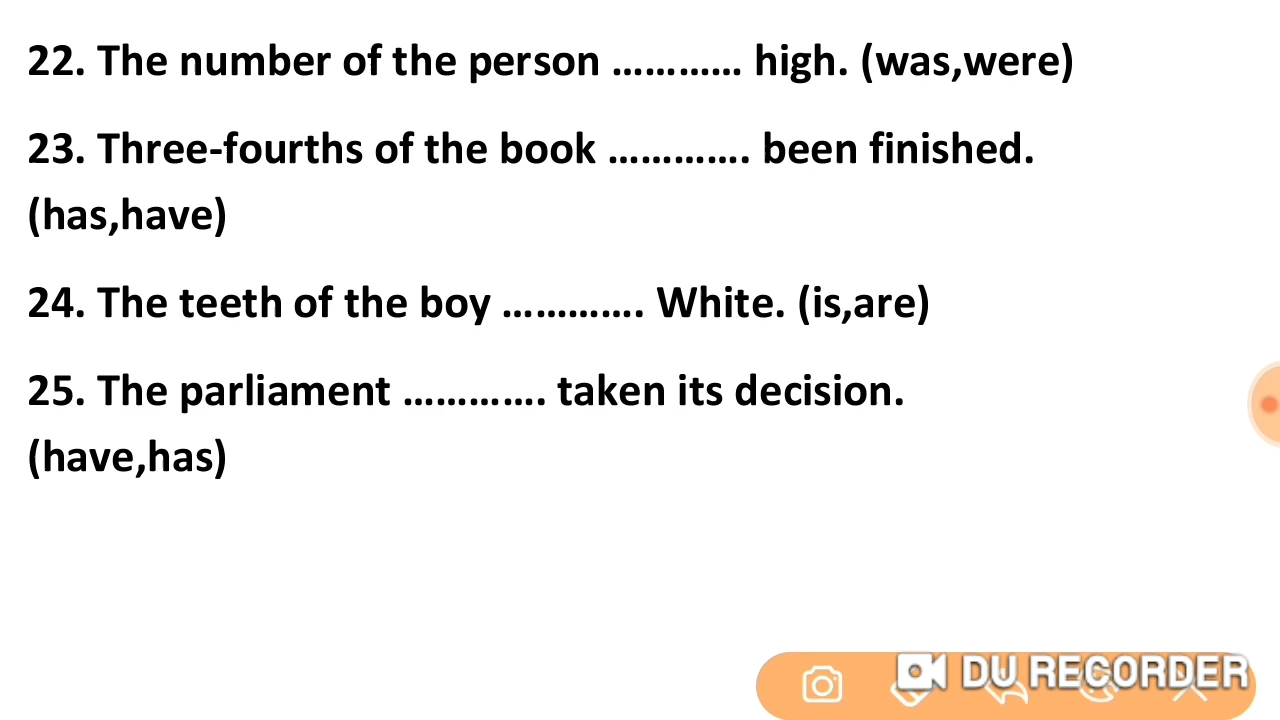 22. The number of the person ………… high. (was,were)
23. Three-fourths of the book …………. been finished.
(has,have)
24. The teeth of the boy …………. White. (is,are)
25. The parliament …………. taken its decision.
(have,has)
DU RECORDER